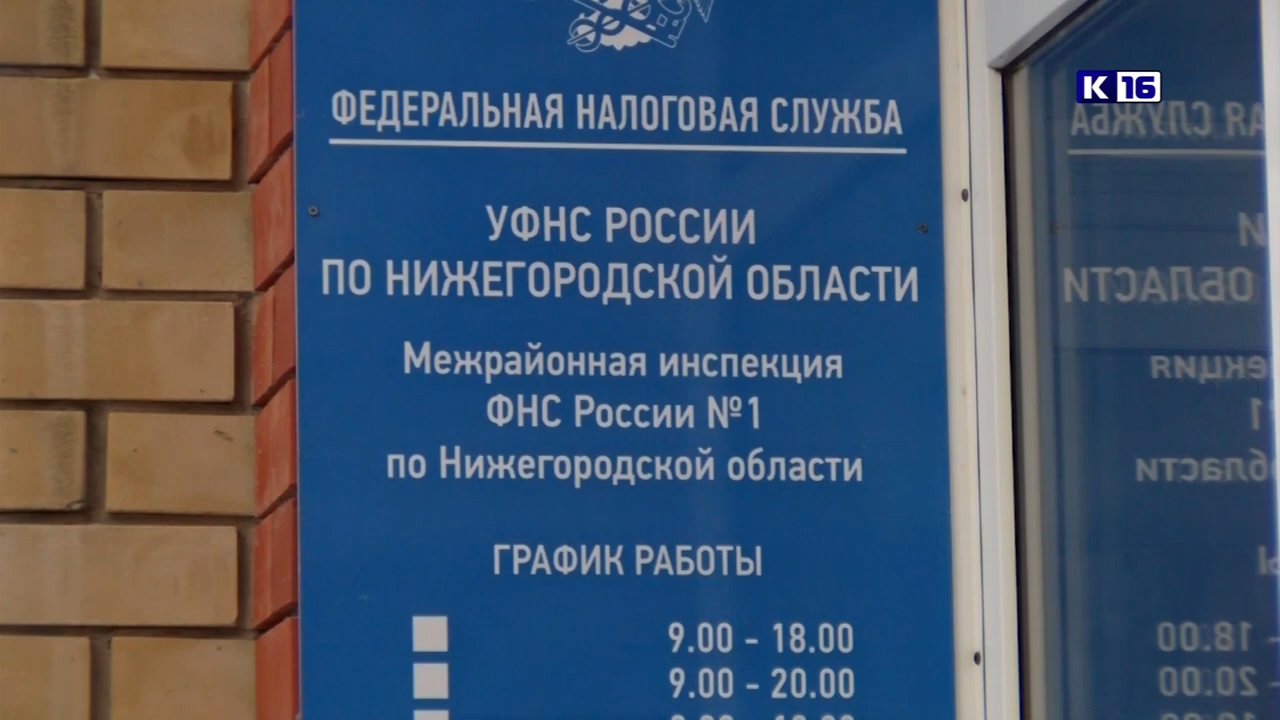 К 16
ФЕДЕРАЛЬНАЯ НАЛОГОВАЯ СЛУЖБА
УФНС РОССИИ
ПО НИЖЕГОРОДСКОЙ ОБЛАСТИ
Межрайонная инспекция
ФНС России №1
по Нижегородской области
ГРАФИК РАБОТЫ
9.00 - 18.00
9.00 - 20.00